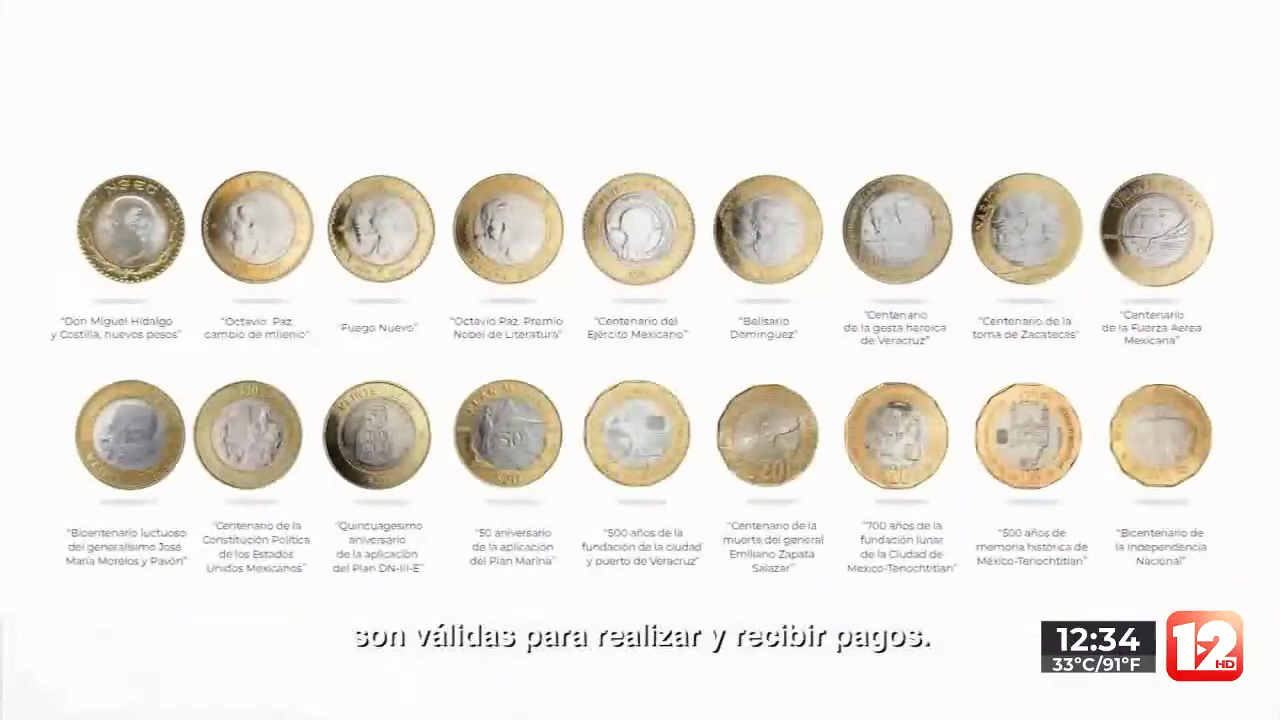 "Don Miguel Hidalgo
y Costilla, nuevos pesos"
"Octavio Paz,
cambio de milenio"
"Fuego Nuevo"
"Octavio Paz, Premio
Nobel de Literatura"
"Centenario del
Ejército Mexicano"
"Belisario
Domínguez"
"Centenario
de la gesta heroica
de Veracruz"
"Centenario de la
toma de Zacatecas"
"Centenario
de la Fuerza Aérea
Mexicana"
"Bicentenario luctuoso
del generalísimo José
María Morelos y Pavón"
"Centenario de la
Constitución Política
de los Estados
Unidos Mexicanos"
"Quincuagésimo
aniversario
de la aplicación
del Plan DN-III-E"
50
$20
"50 aniversario
de la aplicación
del Plan Marina"
"500 años de la
fundación de la ciudad
y puerto de Veracruz"
"Centenario de la
muerte del general
Emiliano Zapata
Salazar"
"700 años de la
fundación lunar
de la Ciudad de
México-Tenochtitlan"
"500 años de
memoria histórica de
México-Tenochtitlan"
"Bicentenario de
la Independencia
Nacional"
son válidas para realizar y recibir pagos.
12:34
33°C/91°F
12
HD